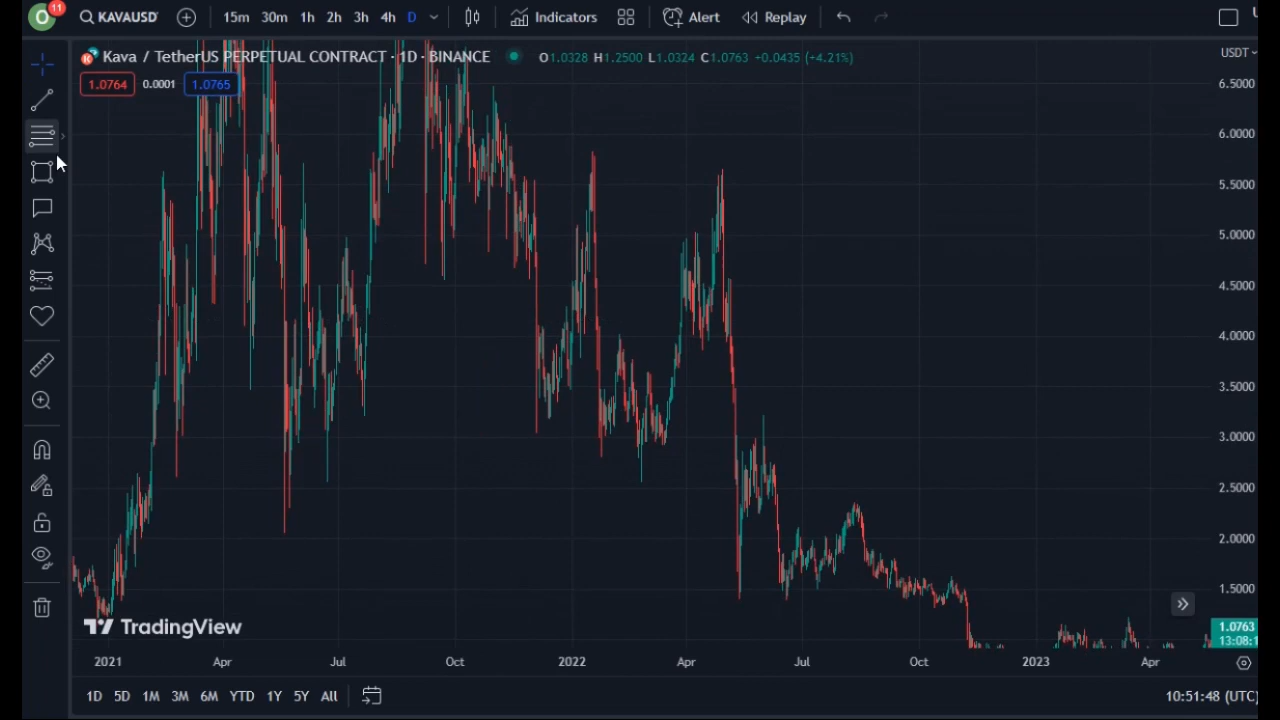 O 11 KAVAUSD 15m 30m 1h 2h 3h 4h D Indicators Alert Replay
Kava / TetherUS PERPETUAL CONTRACT · 1D · BINANCE O1.0328 H1.2500 L1.0324 C1.0763 +0.0435 (+4.21%) USDT
1.0764 0.0001 1.0765
6.5000
6.0000
5.5000
5.0000
4.5000
4.0000
3.5000
3.0000
2.5000
2.0000
1.5000
1.0763
13:08:1
TradingView
2021 Apr Jul Oct 2022 Apr Jul Oct 2023 Apr
1D 5D 1M 3M 6M YTD 1Y 5Y All 10:51:48 (UTC)